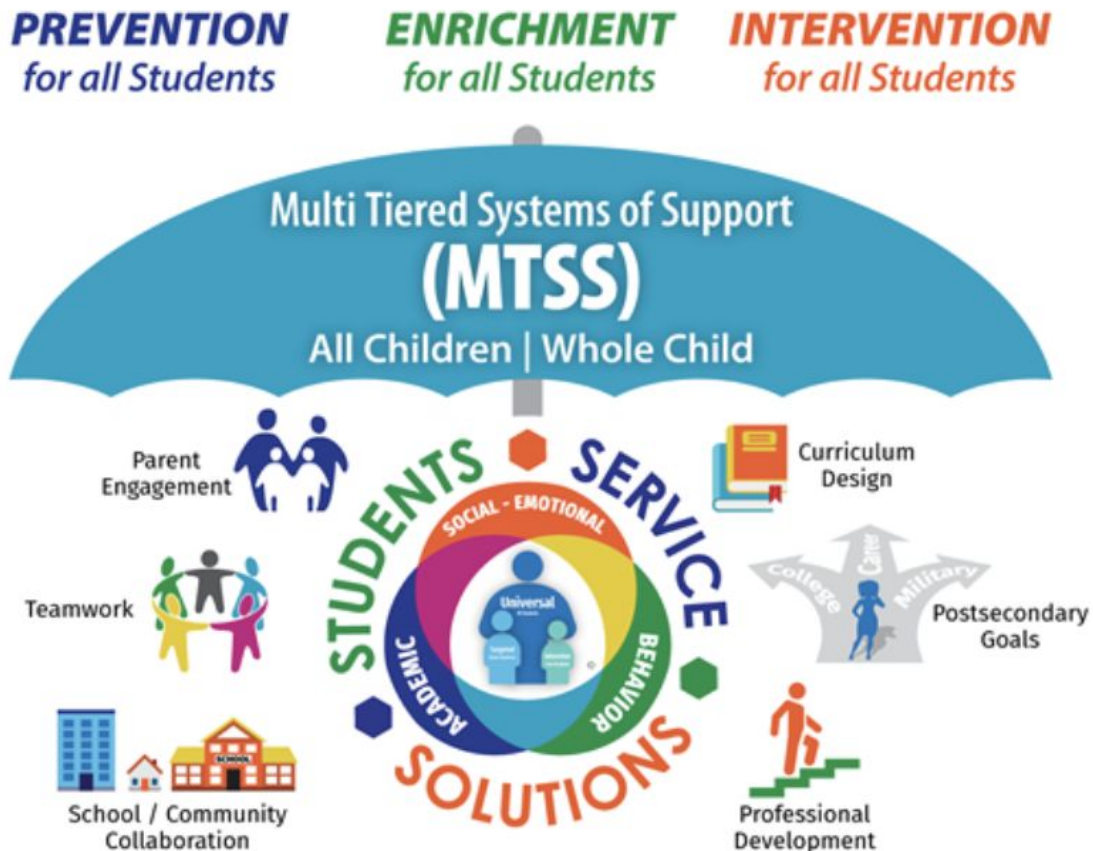 PREVENTION
for all Students
ENRICHMENT
for all Students
INTERVENTION
for all Students
Multi Tiered Systems of Support
(MTSS)
All Children | Whole Child
Parent
Engagement
Teamwork
School / Community
Collaboration
SCHOOL
STUDENTS
SERVICE
SOLUTIONS
SOCIAL - EMOTIONAL
ACADEMIC
BEHAVIOR
Universal
Targeted
©
Curriculum
Design
College
Career
Military
Postsecondary
Goals
Professional
Development